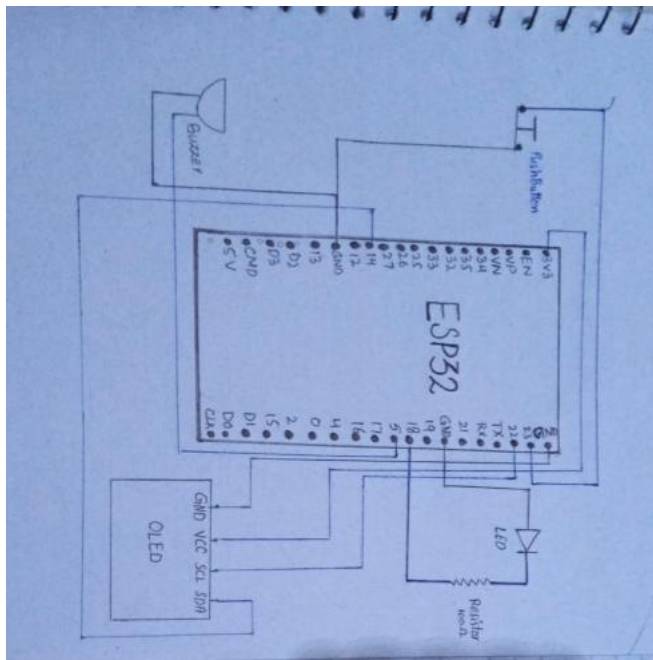 Buzzer
PushButton
3V3
EN
VP
VN
34
35
32
33
25
26
27
14
12
GND
13
D2
D3
CMD
5V
ESP32
23
22
TX
RX
21
GND
19
18
5
17
16
4
0
2
15
D1
D0
CLK
LED
Resistor
100Ω
OLED
GND VCC SCL SDA